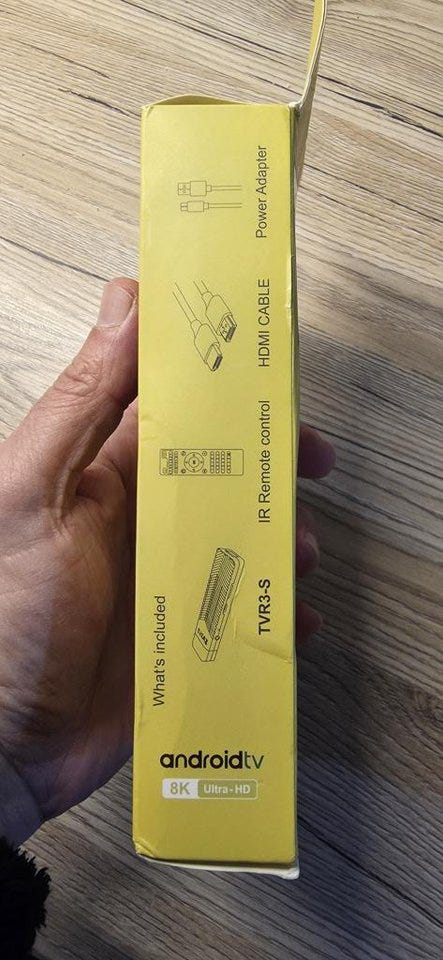 What's included
TVR3-S
IR Remote control
HDMI CABLE
Power Adapter
androidtv
8K Ultra-HD